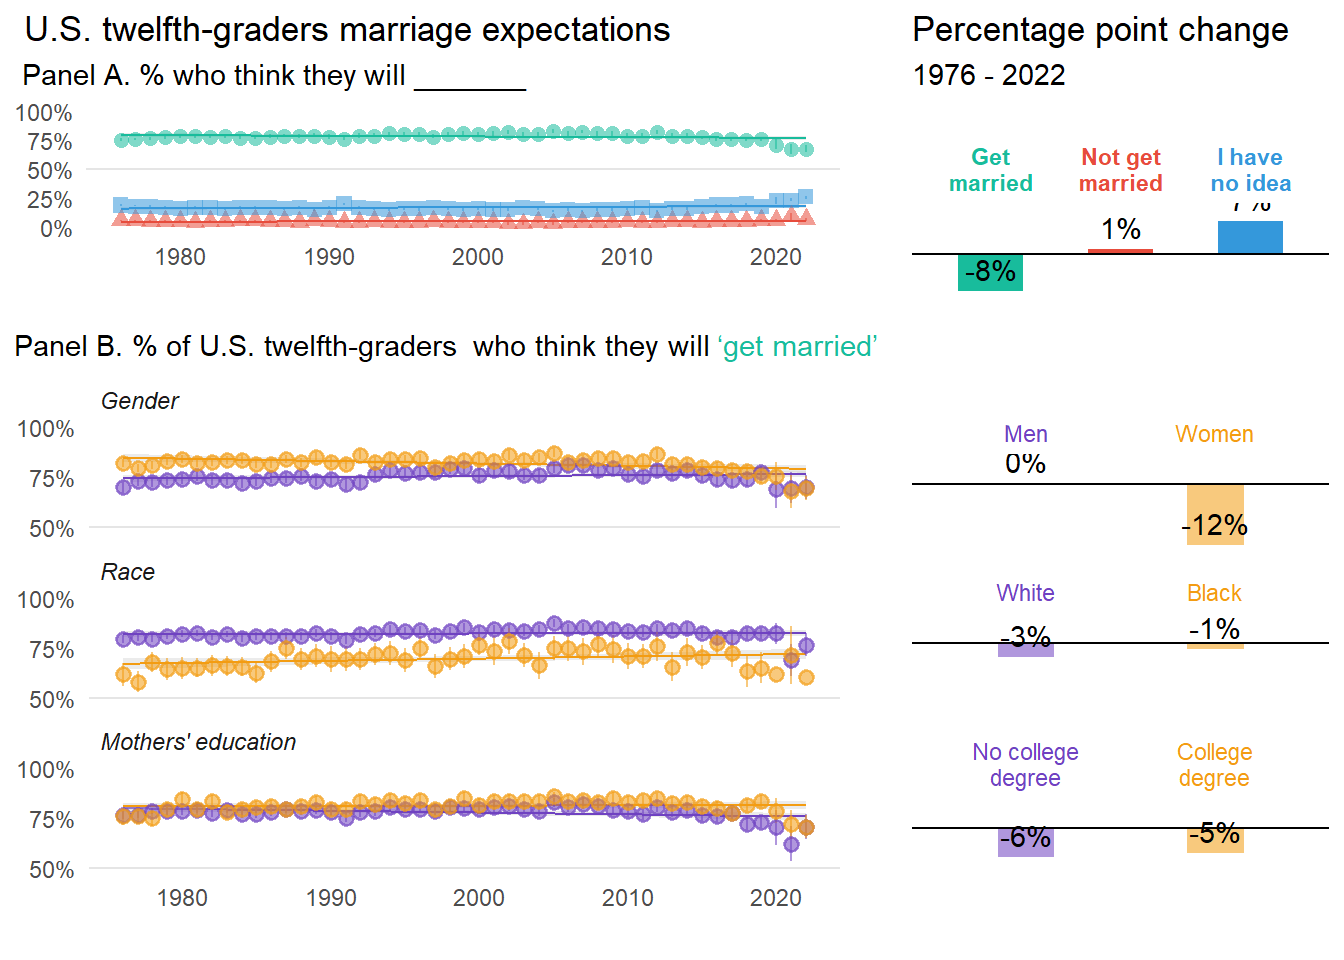 U.S. twelfth-graders marriage expectations
Panel A. % who think they will _______
100%
75%
50%
25%
0%
1980 1990 2000 2010 2020
Percentage point change
1976 - 2022
Get married
Not get married
I have no idea
-8%
1%
Panel B. % of U.S. twelfth-graders  who think they will ‘get married’
Gender
100%
75%
50%
Men
0%
Women
-12%
Race
100%
75%
50%
White
-3%
Black
-1%
Mothers' education
100%
75%
50%
1980 1990 2000 2010 2020
No college degree
-6%
College degree
-5%